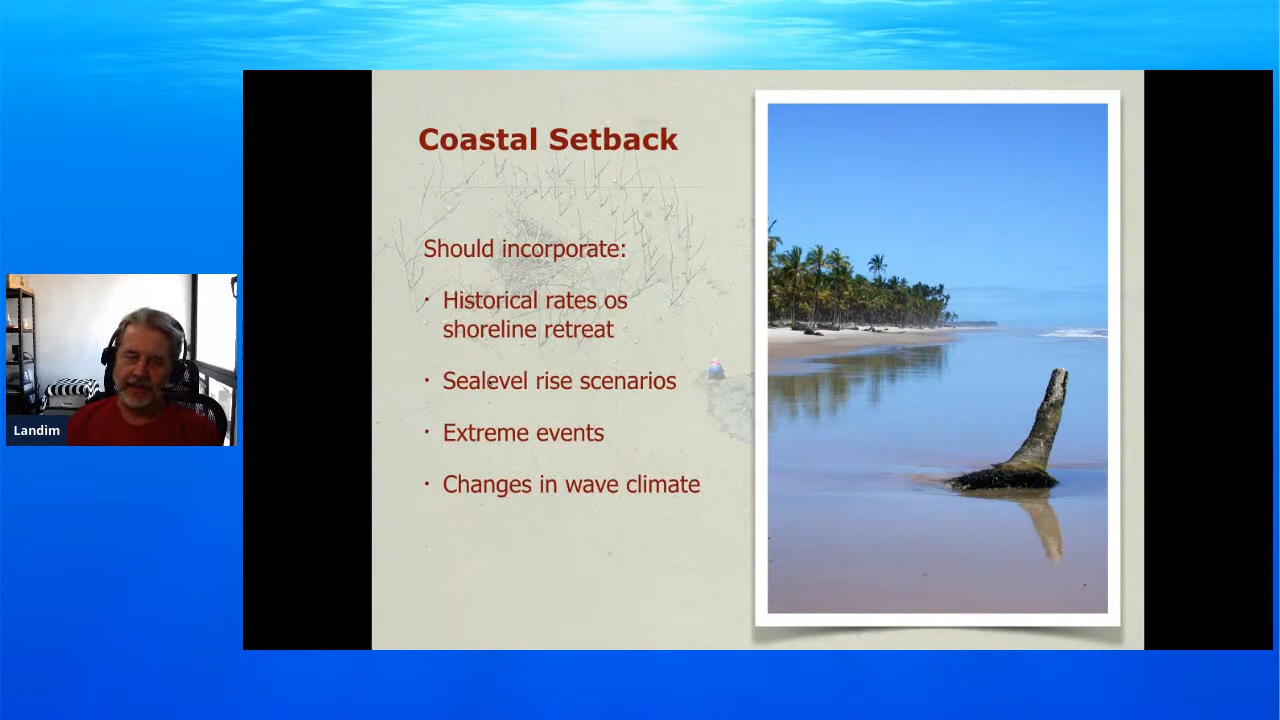 Coastal Setback
Should incorporate:
· Historical rates os
shoreline retreat
· Sealevel rise scenarios
· Extreme events
· Changes in wave climate
Landim